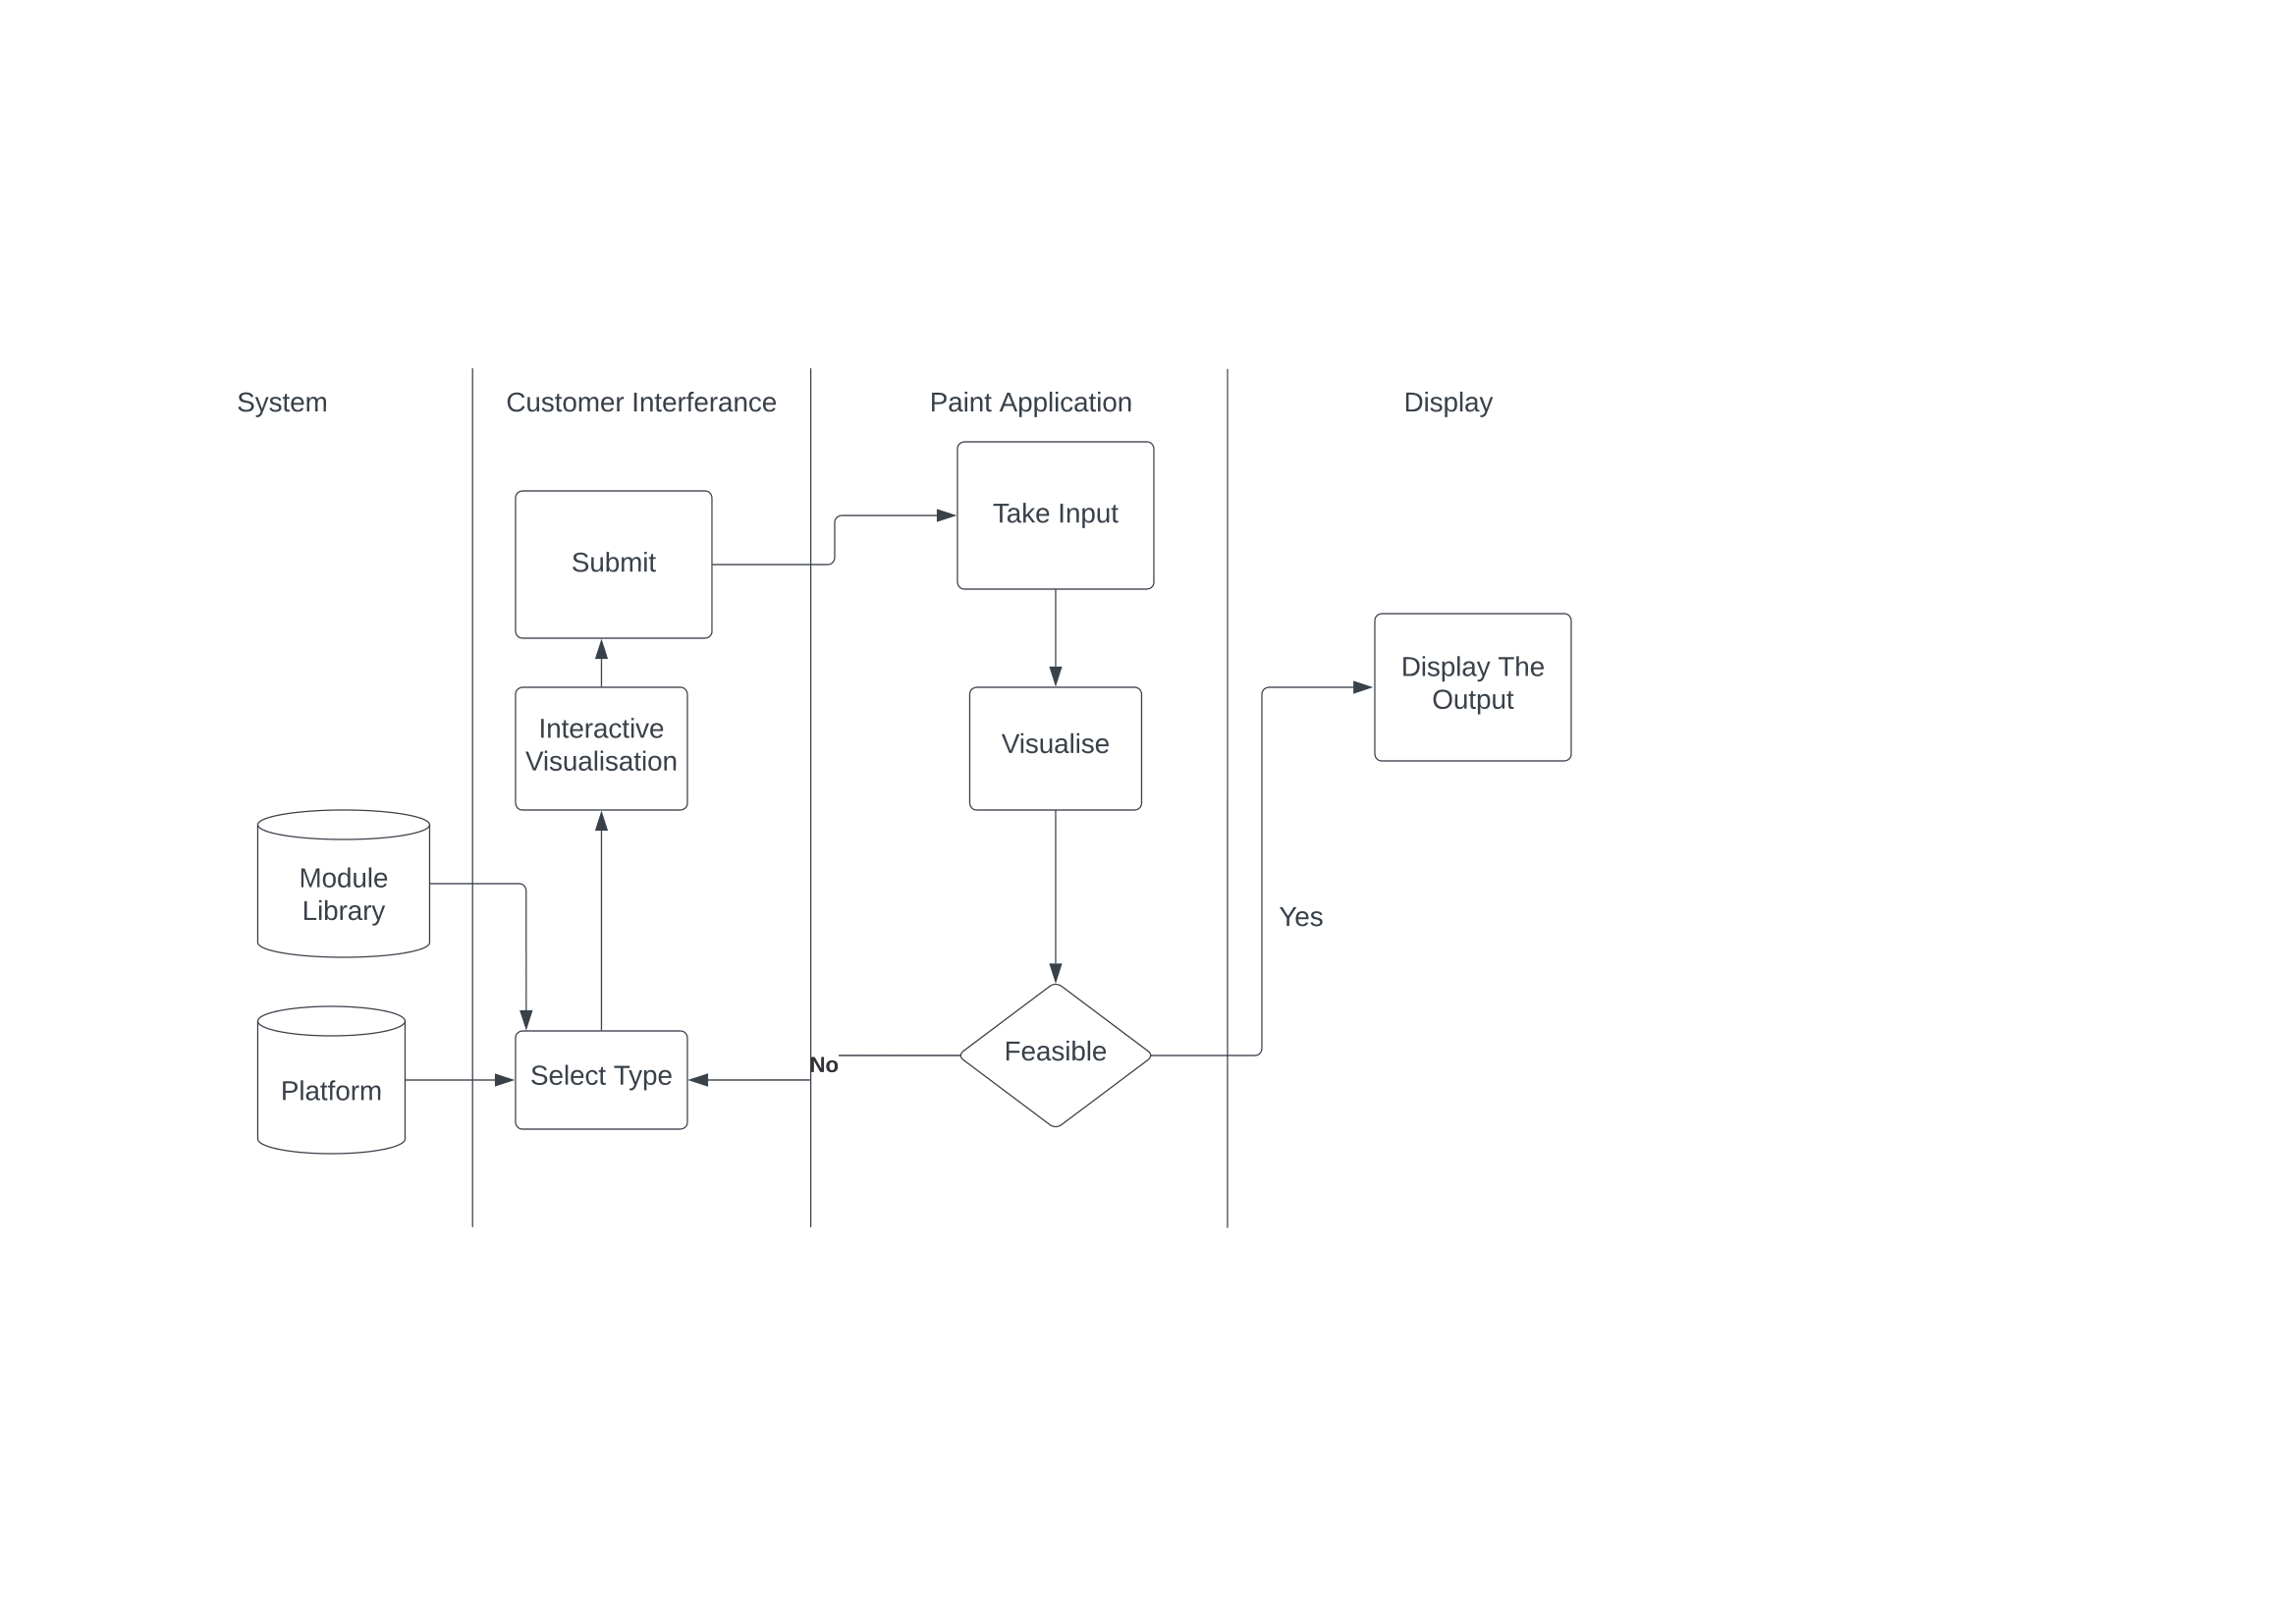 System
Customer Interferance
Paint Application
Display
Submit
Take Input
Interactive
Visualisation
Visualise
Display The
Output
Module
Library
Yes
Platform
Select Type
No
Feasible